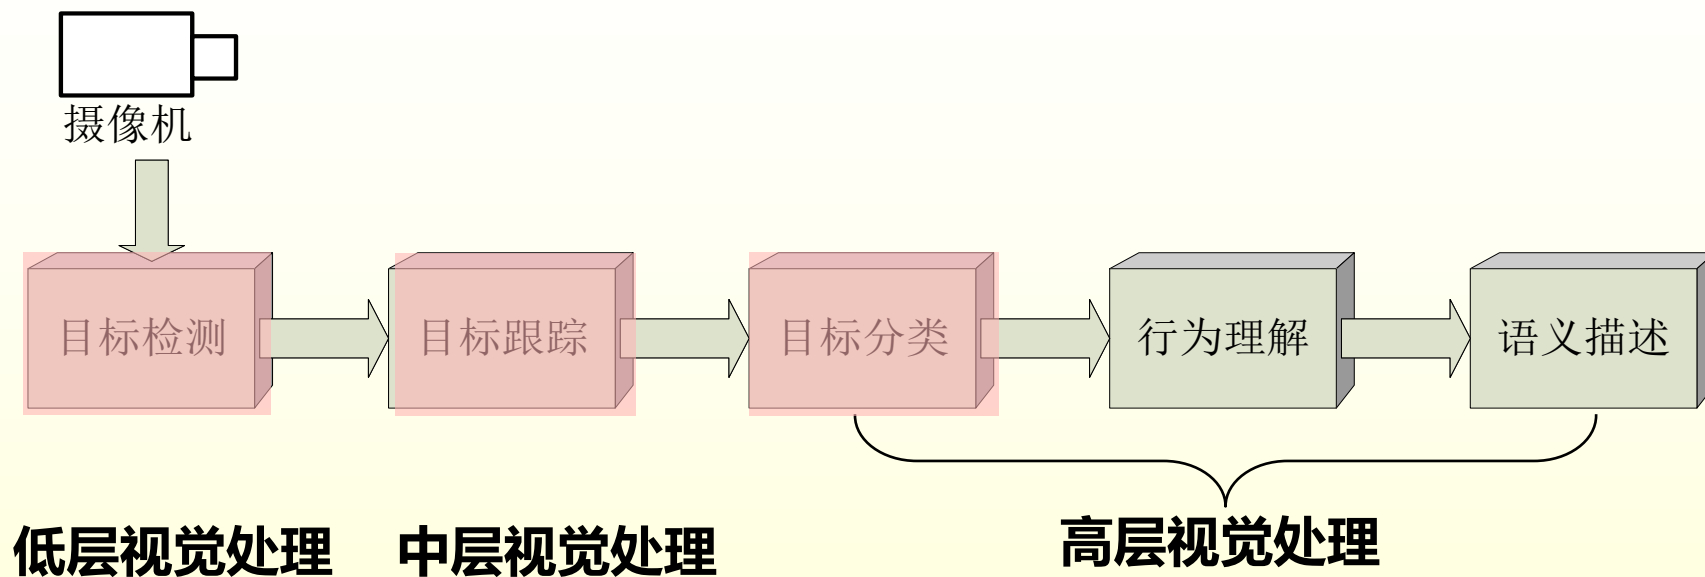 摄像机
目标检测
目标跟踪
目标分类
行为理解
语义描述
低层视觉处理
中层视觉处理
高层视觉处理